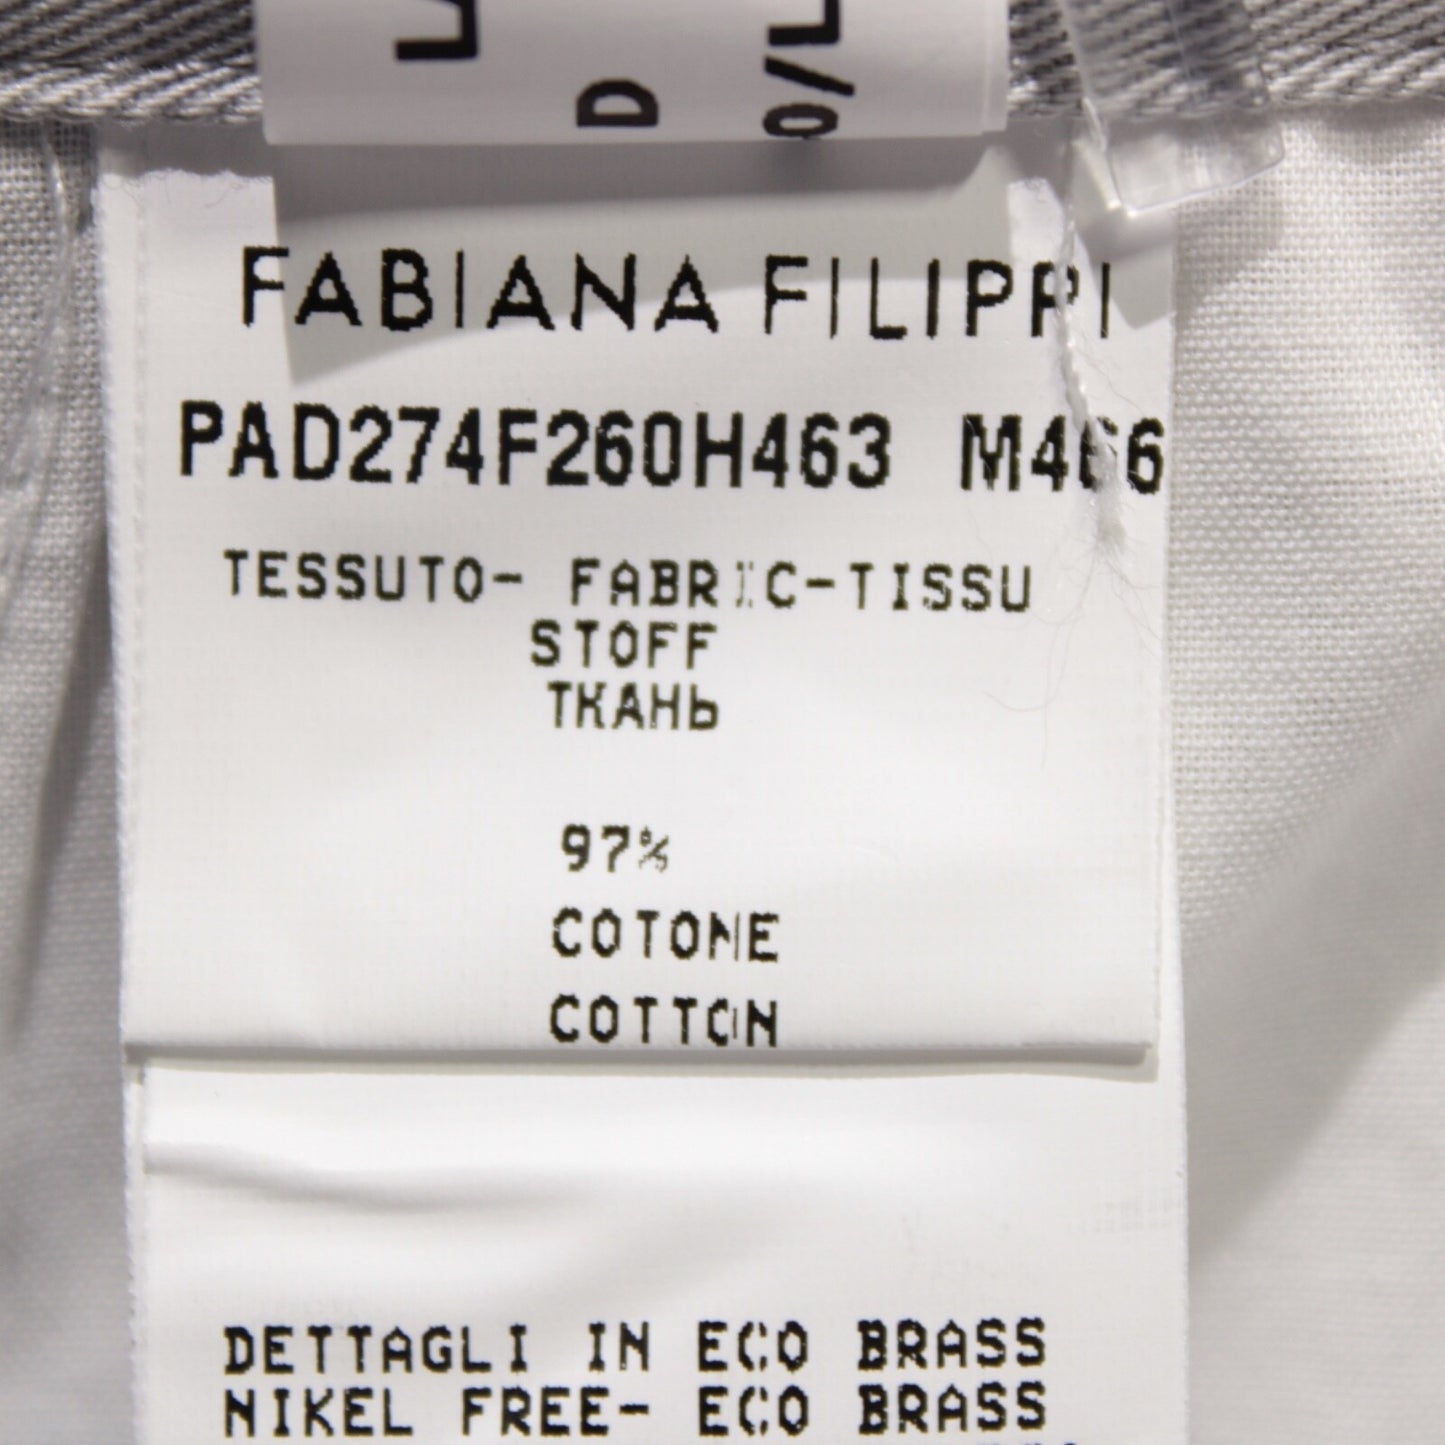 FABIANA FILIPPI
PAD274F260H463 M466
TESSUTO- FABRIC-TISSU
STOFF
ТКАНЬ
97%
COTONE
COTTON
DETTAGLI IN ECO BRASS
NIKEL FREE- ECO BRASS